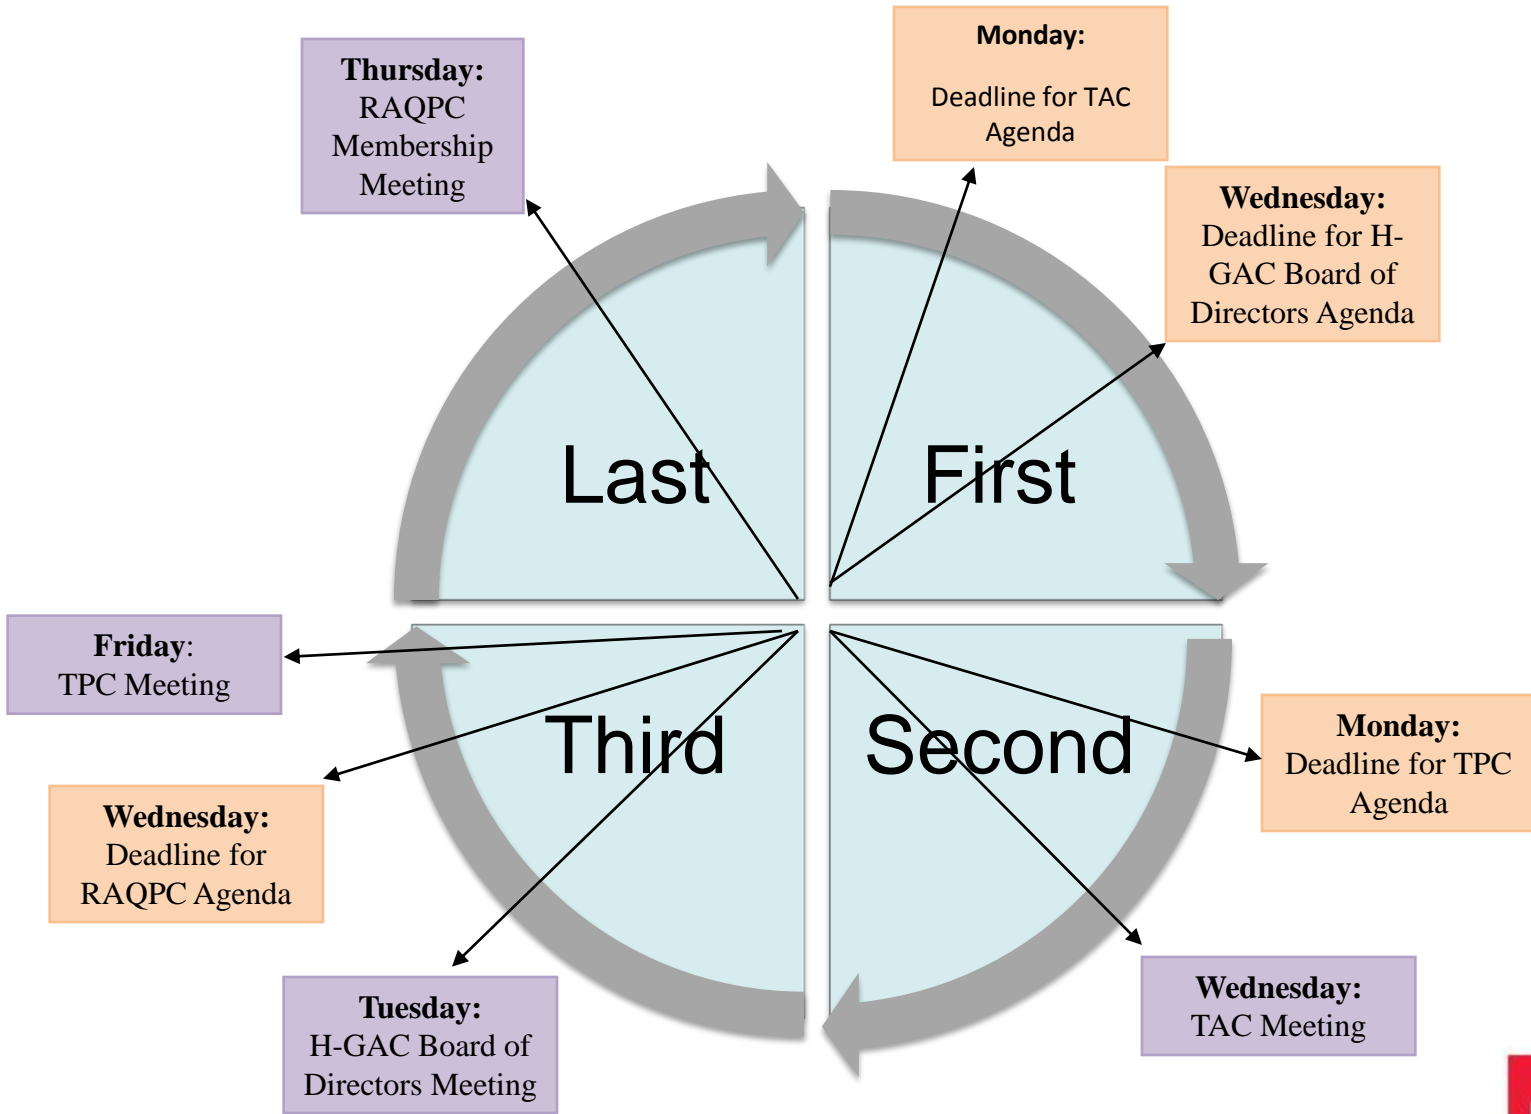 Monday:
Deadline for TAC
Agenda
Wednesday:
Deadline for H-
GAC Board of
Directors Agenda
First
Monday:
Deadline for TPC
Agenda
Wednesday:
TAC Meeting
Second
Tuesday:
H-GAC Board of
Directors Meeting
Wednesday:
Deadline for
RAQPC Agenda
Friday:
TPC Meeting
Third
Thursday:
RAQPC
Membership
Meeting
Last